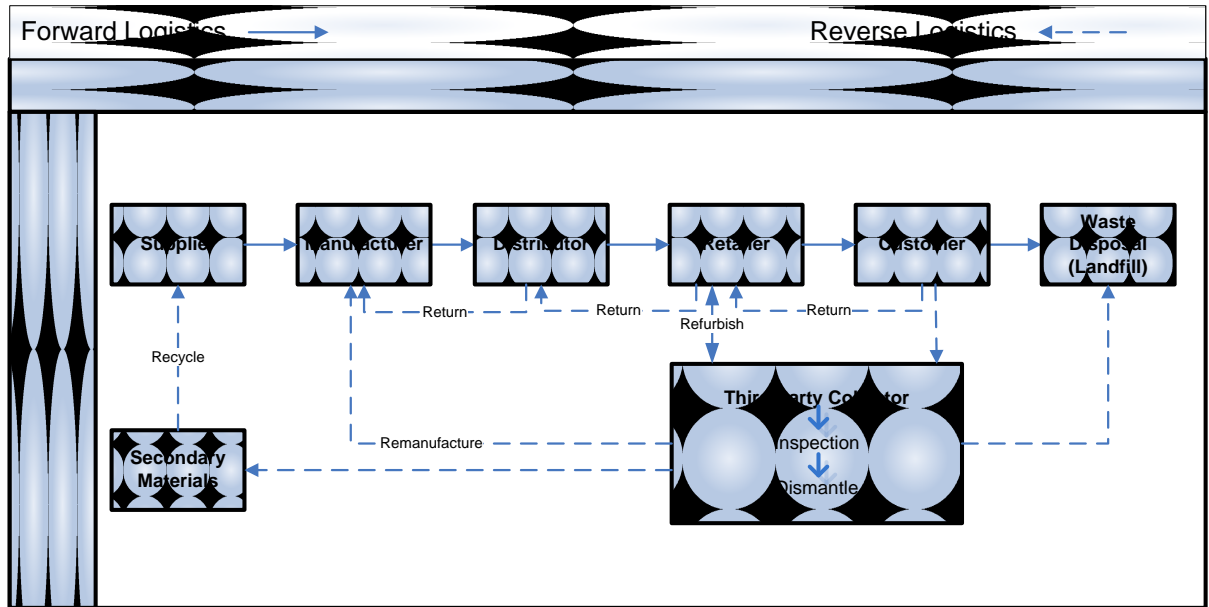 Forward Logistics
Reverse Logistics
Supplier
Manufacturer
Distributor
Retailer
Customer
Waste
Disposal
(Landfill)
Return
Return
Return
Refurbish
Recycle
Third Party Collector
Inspection
Dismantle
Remanufacture
Secondary
Materials